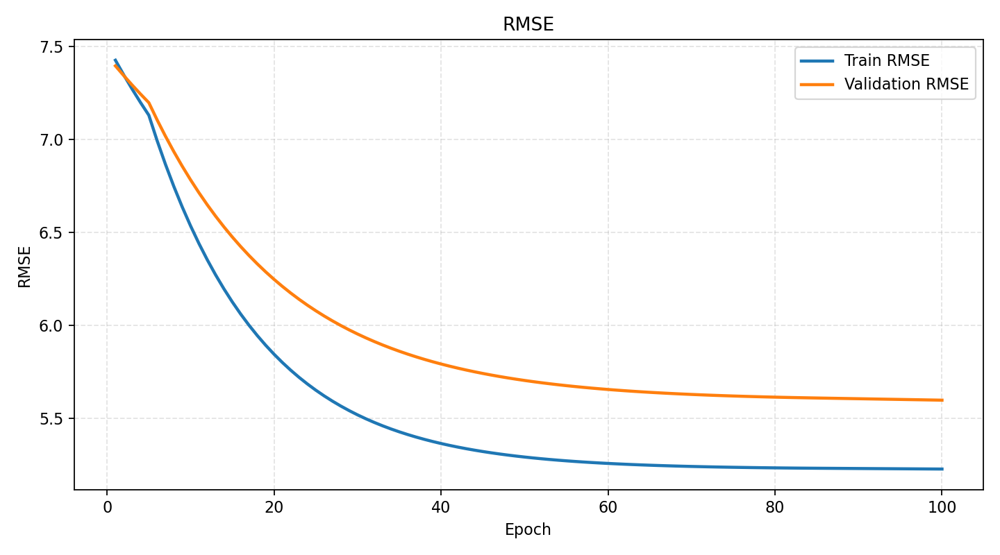 RMSE
Train RMSE
Validation RMSE
7.5
7.0
6.5
6.0
5.5
RMSE
0 20 40 60 80 100
Epoch